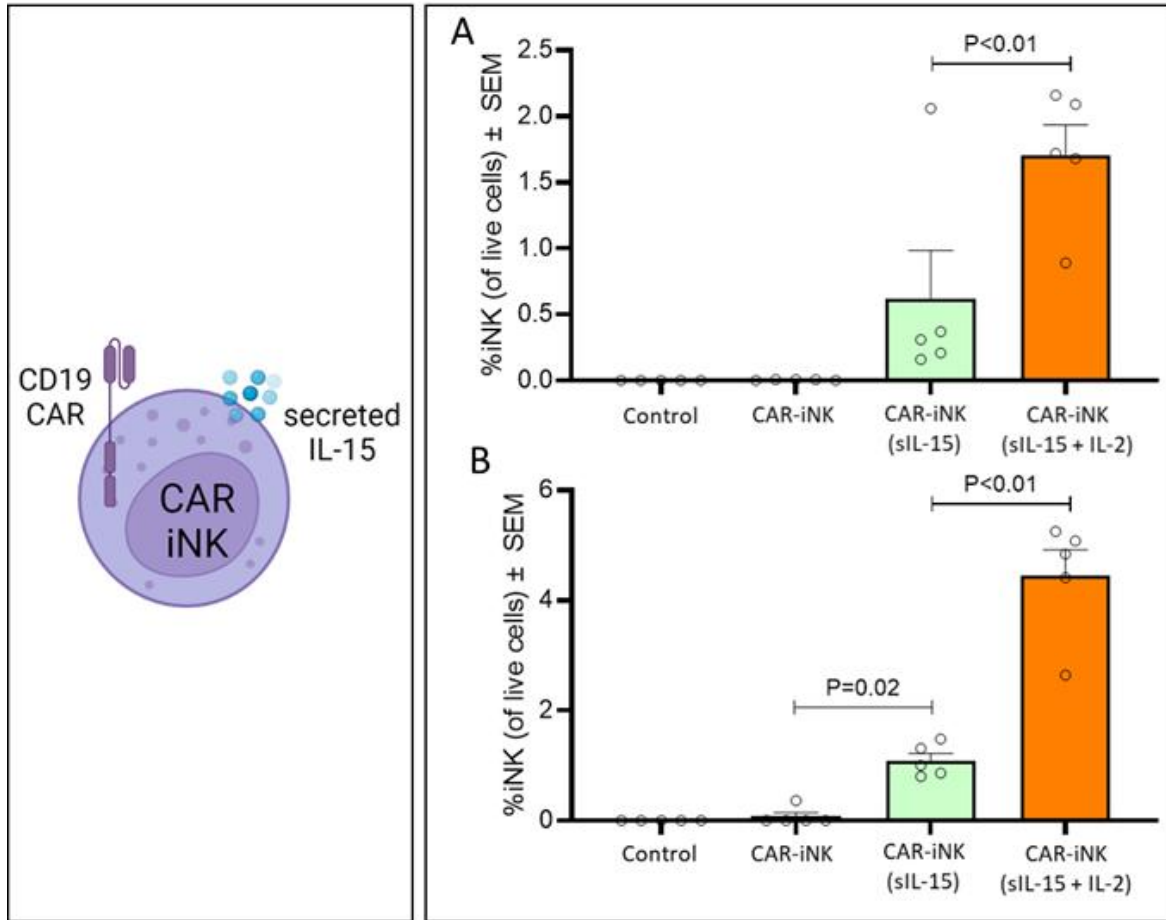 CD19
CAR
secreted
IL-15
CAR
iNK
A
%iNK (of live cells) ± SEM
2.5
2.0
1.5
1.0
0.5
0.0
P<0.01
Control
CAR-iNK
CAR-iNK
(sIL-15)
CAR-iNK
(sIL-15 + IL-2)
B
%iNK (of live cells) ± SEM
6
4
2
0
P=0.02
P<0.01
Control
CAR-iNK
CAR-iNK
(sIL-15)
CAR-iNK
(sIL-15 + IL-2)